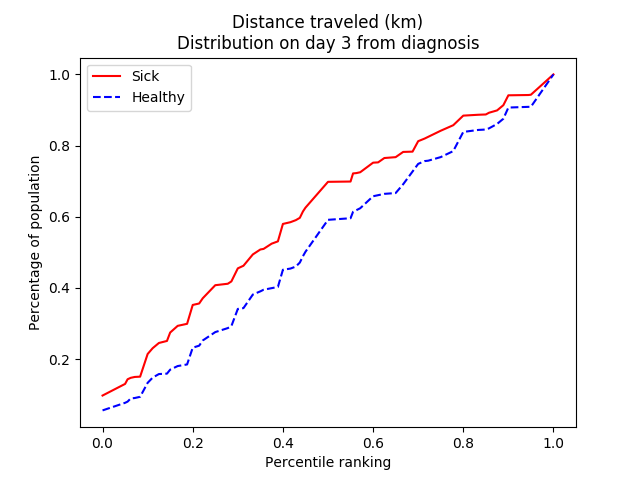 Distance traveled (km)
Distribution on day 3 from diagnosis
Sick
Healthy
Percentage of population
1.0
0.8
0.6
0.4
0.2
0.0 0.2 0.4 0.6 0.8 1.0
Percentile ranking